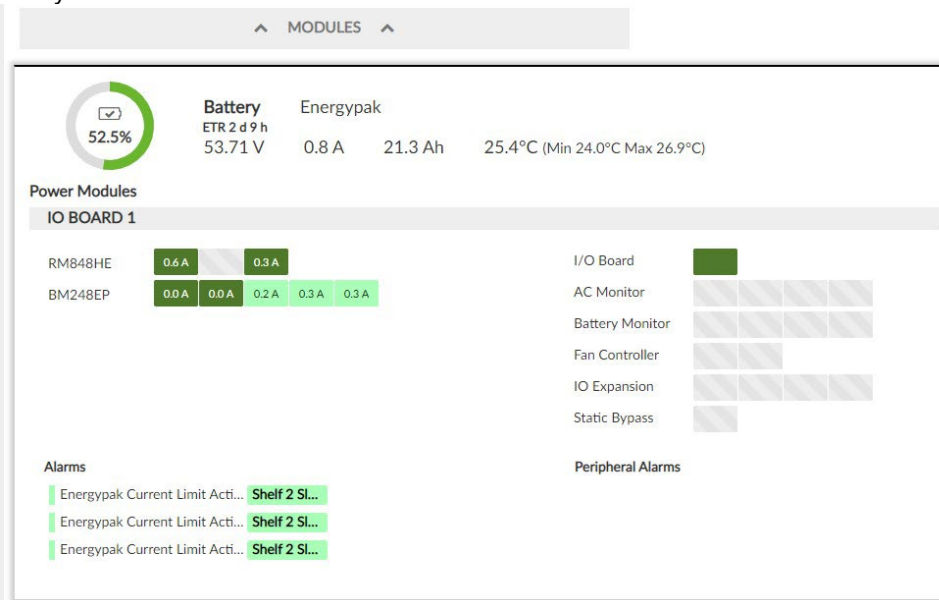 MODULES
52.5%
Battery Energypak
ETR 2 d 9 h
53.71 V 0.8 A 21.3 Ah 25.4°C (Min 24.0°C Max 26.9°C)
Power Modules
IO BOARD 1
RM848HE 0.6 A 0.3 A
BM248EP 0.0 A 0.0 A 0.2 A 0.3 A 0.3 A
I/O Board
AC Monitor
Battery Monitor
Fan Controller
IO Expansion
Static Bypass
Alarms
Energypak Current Limit Acti... Shelf 2 Sl...
Energypak Current Limit Acti... Shelf 2 Sl...
Energypak Current Limit Acti... Shelf 2 Sl...
Peripheral Alarms